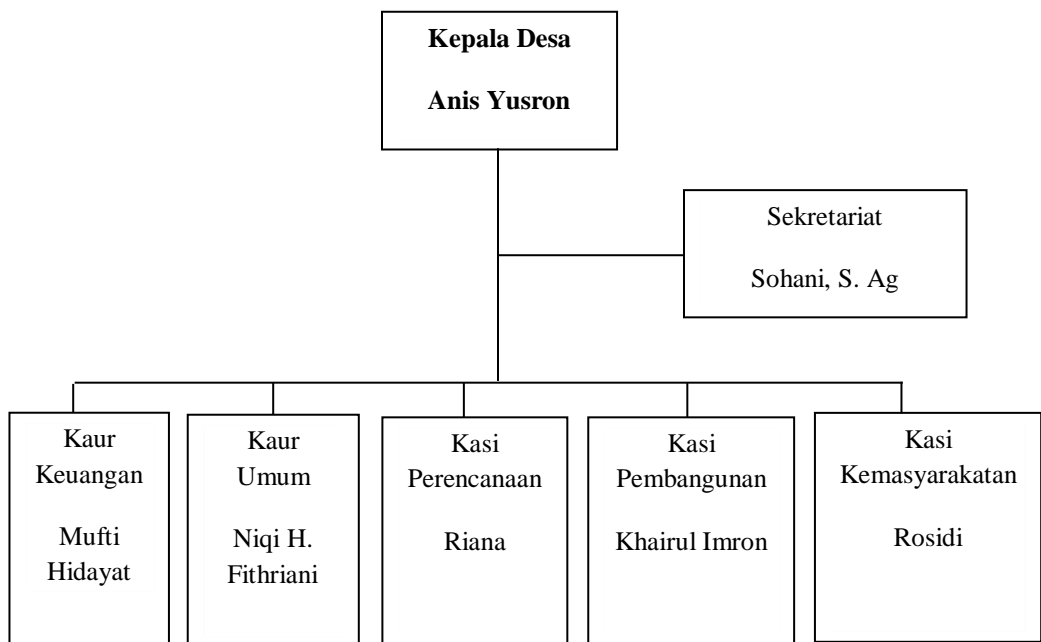 Kepala Desa
Anis Yusron
Sekretariat
Sohani, S. Ag
Kaur
Keuangan
Mufti
Hidayat
Kaur
Umum
Niqi H.
Fithriani
Kasi
Perencanaan
Riana
Kasi
Pembangunan
Khairul Imron
Kasi
Kemasyarakatan
Rosidi